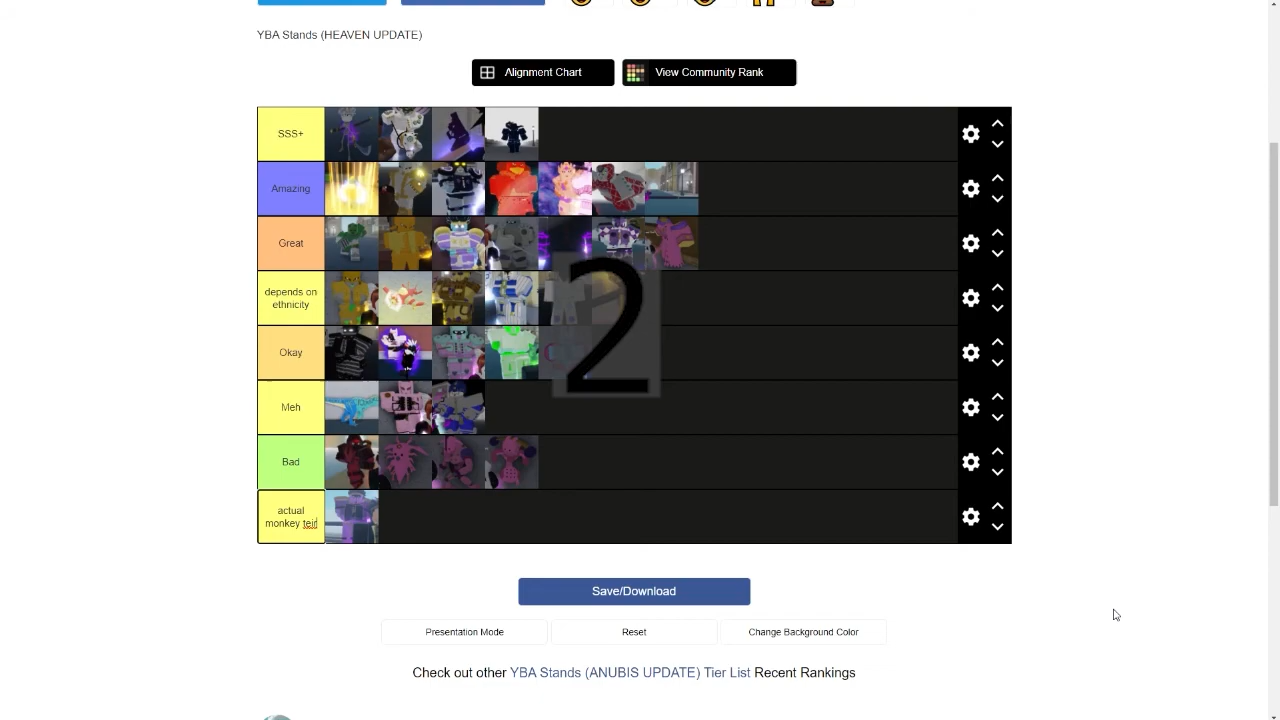 YBA Stands (HEAVEN UPDATE)
Alignment Chart
View Community Rank
SSS+
Amazing
Great
depends on
ethnicity
2
Okay
Meh
Bad
actual
monkey teir
Save/Download
Presentation Mode
Reset
Change Background Color
Check out other YBA Stands (ANUBIS UPDATE) Tier List Recent Rankings